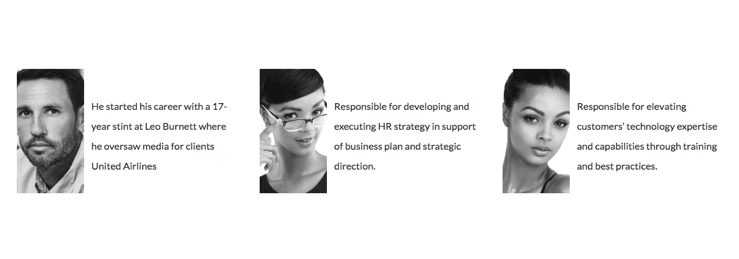 He started his career with a 17-
year stint at Leo Burnett where
he oversaw media for clients
United Airlines
Responsible for developing and
executing HR strategy in support
of business plan and strategic
direction.
Responsible for elevating
customers' technology expertise
and capabilities through training
and best practices.